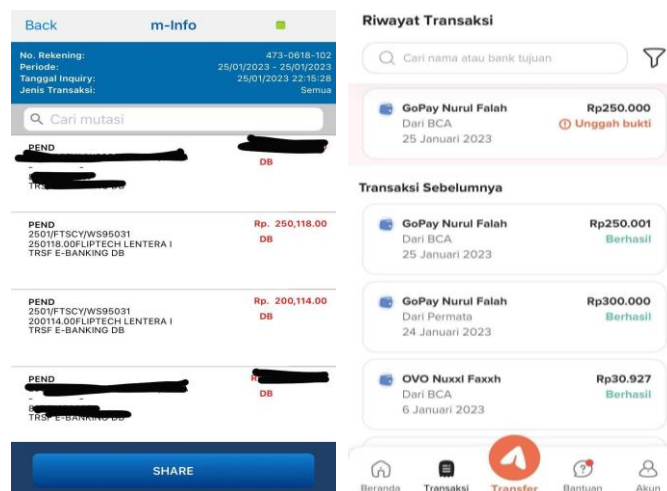 Back
m-Info
No. Rekening: 473-0618-102
Periode: 25/01/2023 - 25/01/2023
Tanggal Inquiry: 25/01/2023 22:15:28
Jenis Transaksi: Semua
Cari mutasi
PEND
DB
PEND
Rp. 250,118.00
2501/FTSCY/WS95031
DB
250118.00FLIPTECH LENTERA I
TRSF E-BANKING DB
PEND
Rp. 200,114.00
2501/FTSCY/WS95031
DB
200114.00FLIPTECH LENTERA I
TRSF E-BANKING DB
PEND
DB
TRSF E-BANKING DB
SHARE
Riwayat Transaksi
Cari nama atau bank tujuan
GoPay Nurul Falah Rp250.000
Dari BCA Unggah bukti
25 Januari 2023
Transaksi Sebelumnya
GoPay Nurul Falah Rp250.001
Dari BCA Berhasil
25 Januari 2023
GoPay Nurul Falah Rp300.000
Dari Permata Berhasil
24 Januari 2023
OVO Nuxxl Faxxh Rp30.927
Dari BCA Berhasil
6 Januari 2023
Beranda Transaksi Transfer Bantuan Akun